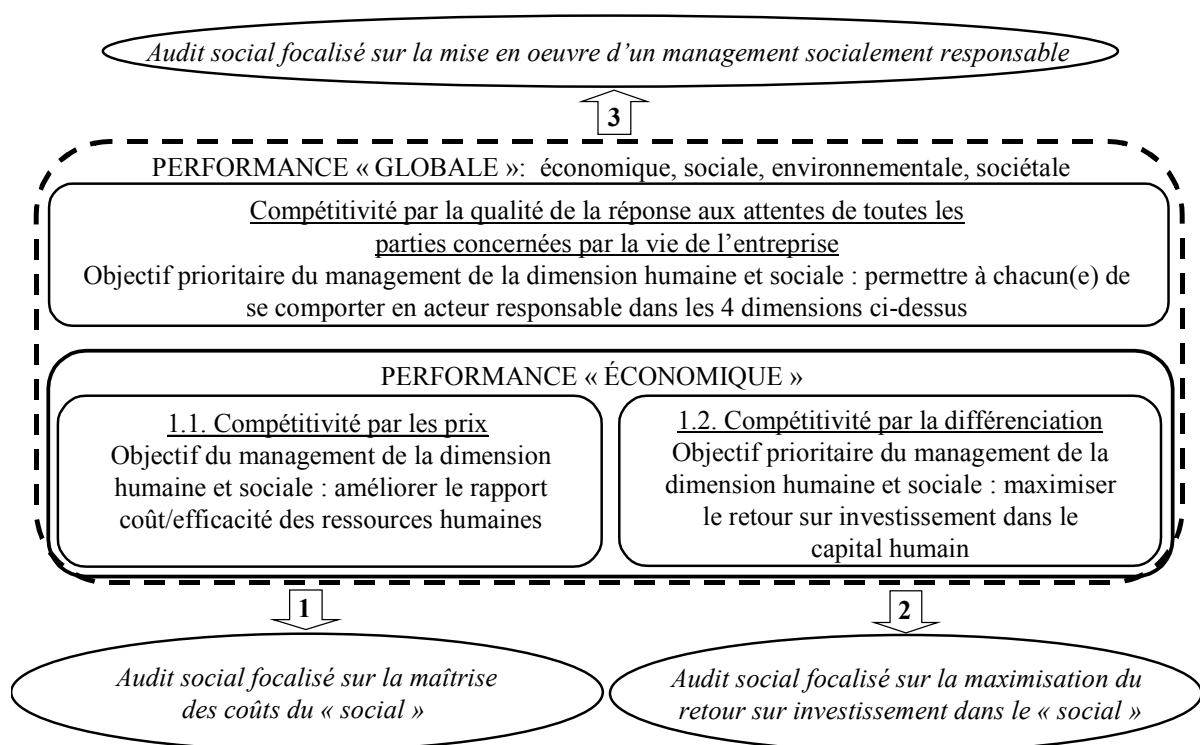 Audit social focalisé sur la mise en oeuvre d’un management socialement responsable
3
PERFORMANCE « GLOBALE »: économique, sociale, environnementale, sociétale
Compétitivité par la qualité de la réponse aux attentes de toutes les
parties concernées par la vie de l’entreprise
Objectif prioritaire du management de la dimension humaine et sociale : permettre à chacun(e) de
se comporter en acteur responsable dans les 4 dimensions ci-dessus
PERFORMANCE « ÉCONOMIQUE »
1.1. Compétitivité par les prix
Objectif du management de la dimension
humaine et sociale : améliorer le rapport
coût/efficacité des ressources humaines
1.2. Compétitivité par la différenciation
Objectif prioritaire du management de la
dimension humaine et sociale : maximiser
le retour sur investissement dans le
capital humain
1
2
Audit social focalisé sur la maîtrise
des coûts du « social »
Audit social focalisé sur la maximisation du
retour sur investissement dans le « social »